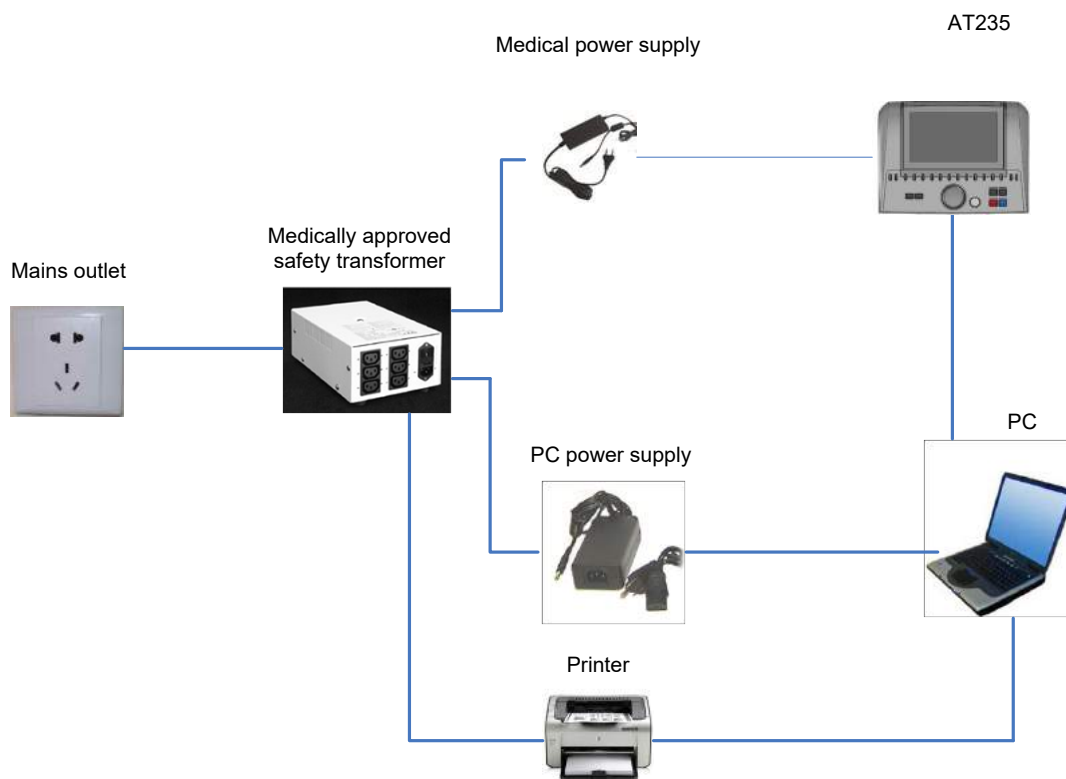 AT235
Medical power supply
Medically approved
safety transformer
Mains outlet
PC
PC power supply
Printer